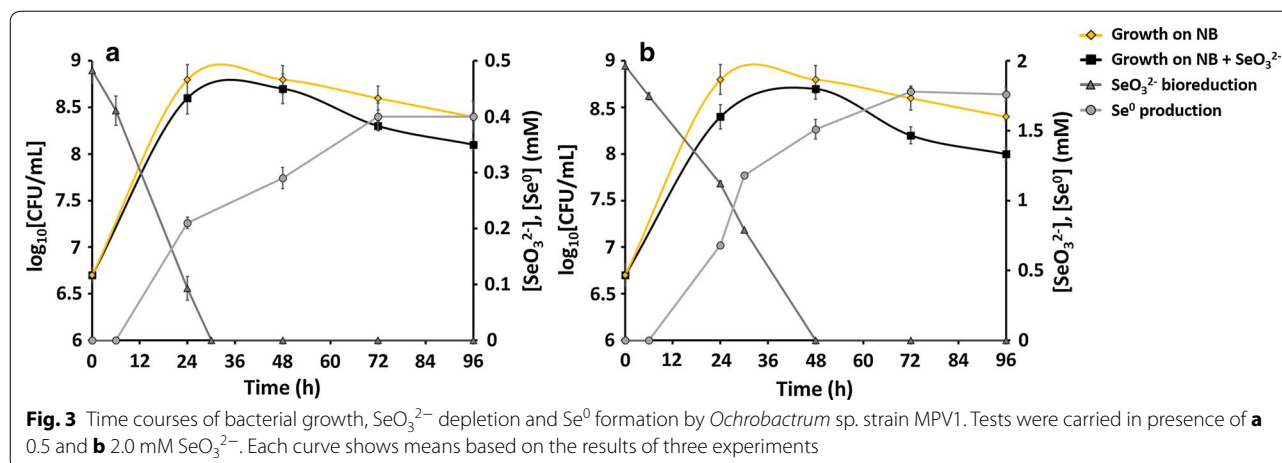 a
9
8.5
8
7.5
7
6.5
6
log₁₀[CFU/mL]
0.5
0.4
0.3
0.2
0.1
0
[SeO₃²⁻], [Se⁰] (mM)
0 12 24 36 48 60 72 84 96
Time (h)
b
9
8.5
8
7.5
7
6.5
6
log₁₀[CFU/mL]
2
1.5
1
0.5
0
[SeO₃²⁻], [Se⁰] (mM)
0 12 24 36 48 60 72 84 96
Time (h)
Growth on NB
Growth on NB + SeO₃²⁻
SeO₃²⁻ bioreduction
Se⁰ production
Fig. 3 Time courses of bacterial growth, SeO₃²⁻ depletion and Se⁰ formation by Ochrobactrum sp. strain MPV1. Tests were carried in presence of a
0.5 and b 2.0 mM SeO₃²⁻. Each curve shows means based on the results of three experiments